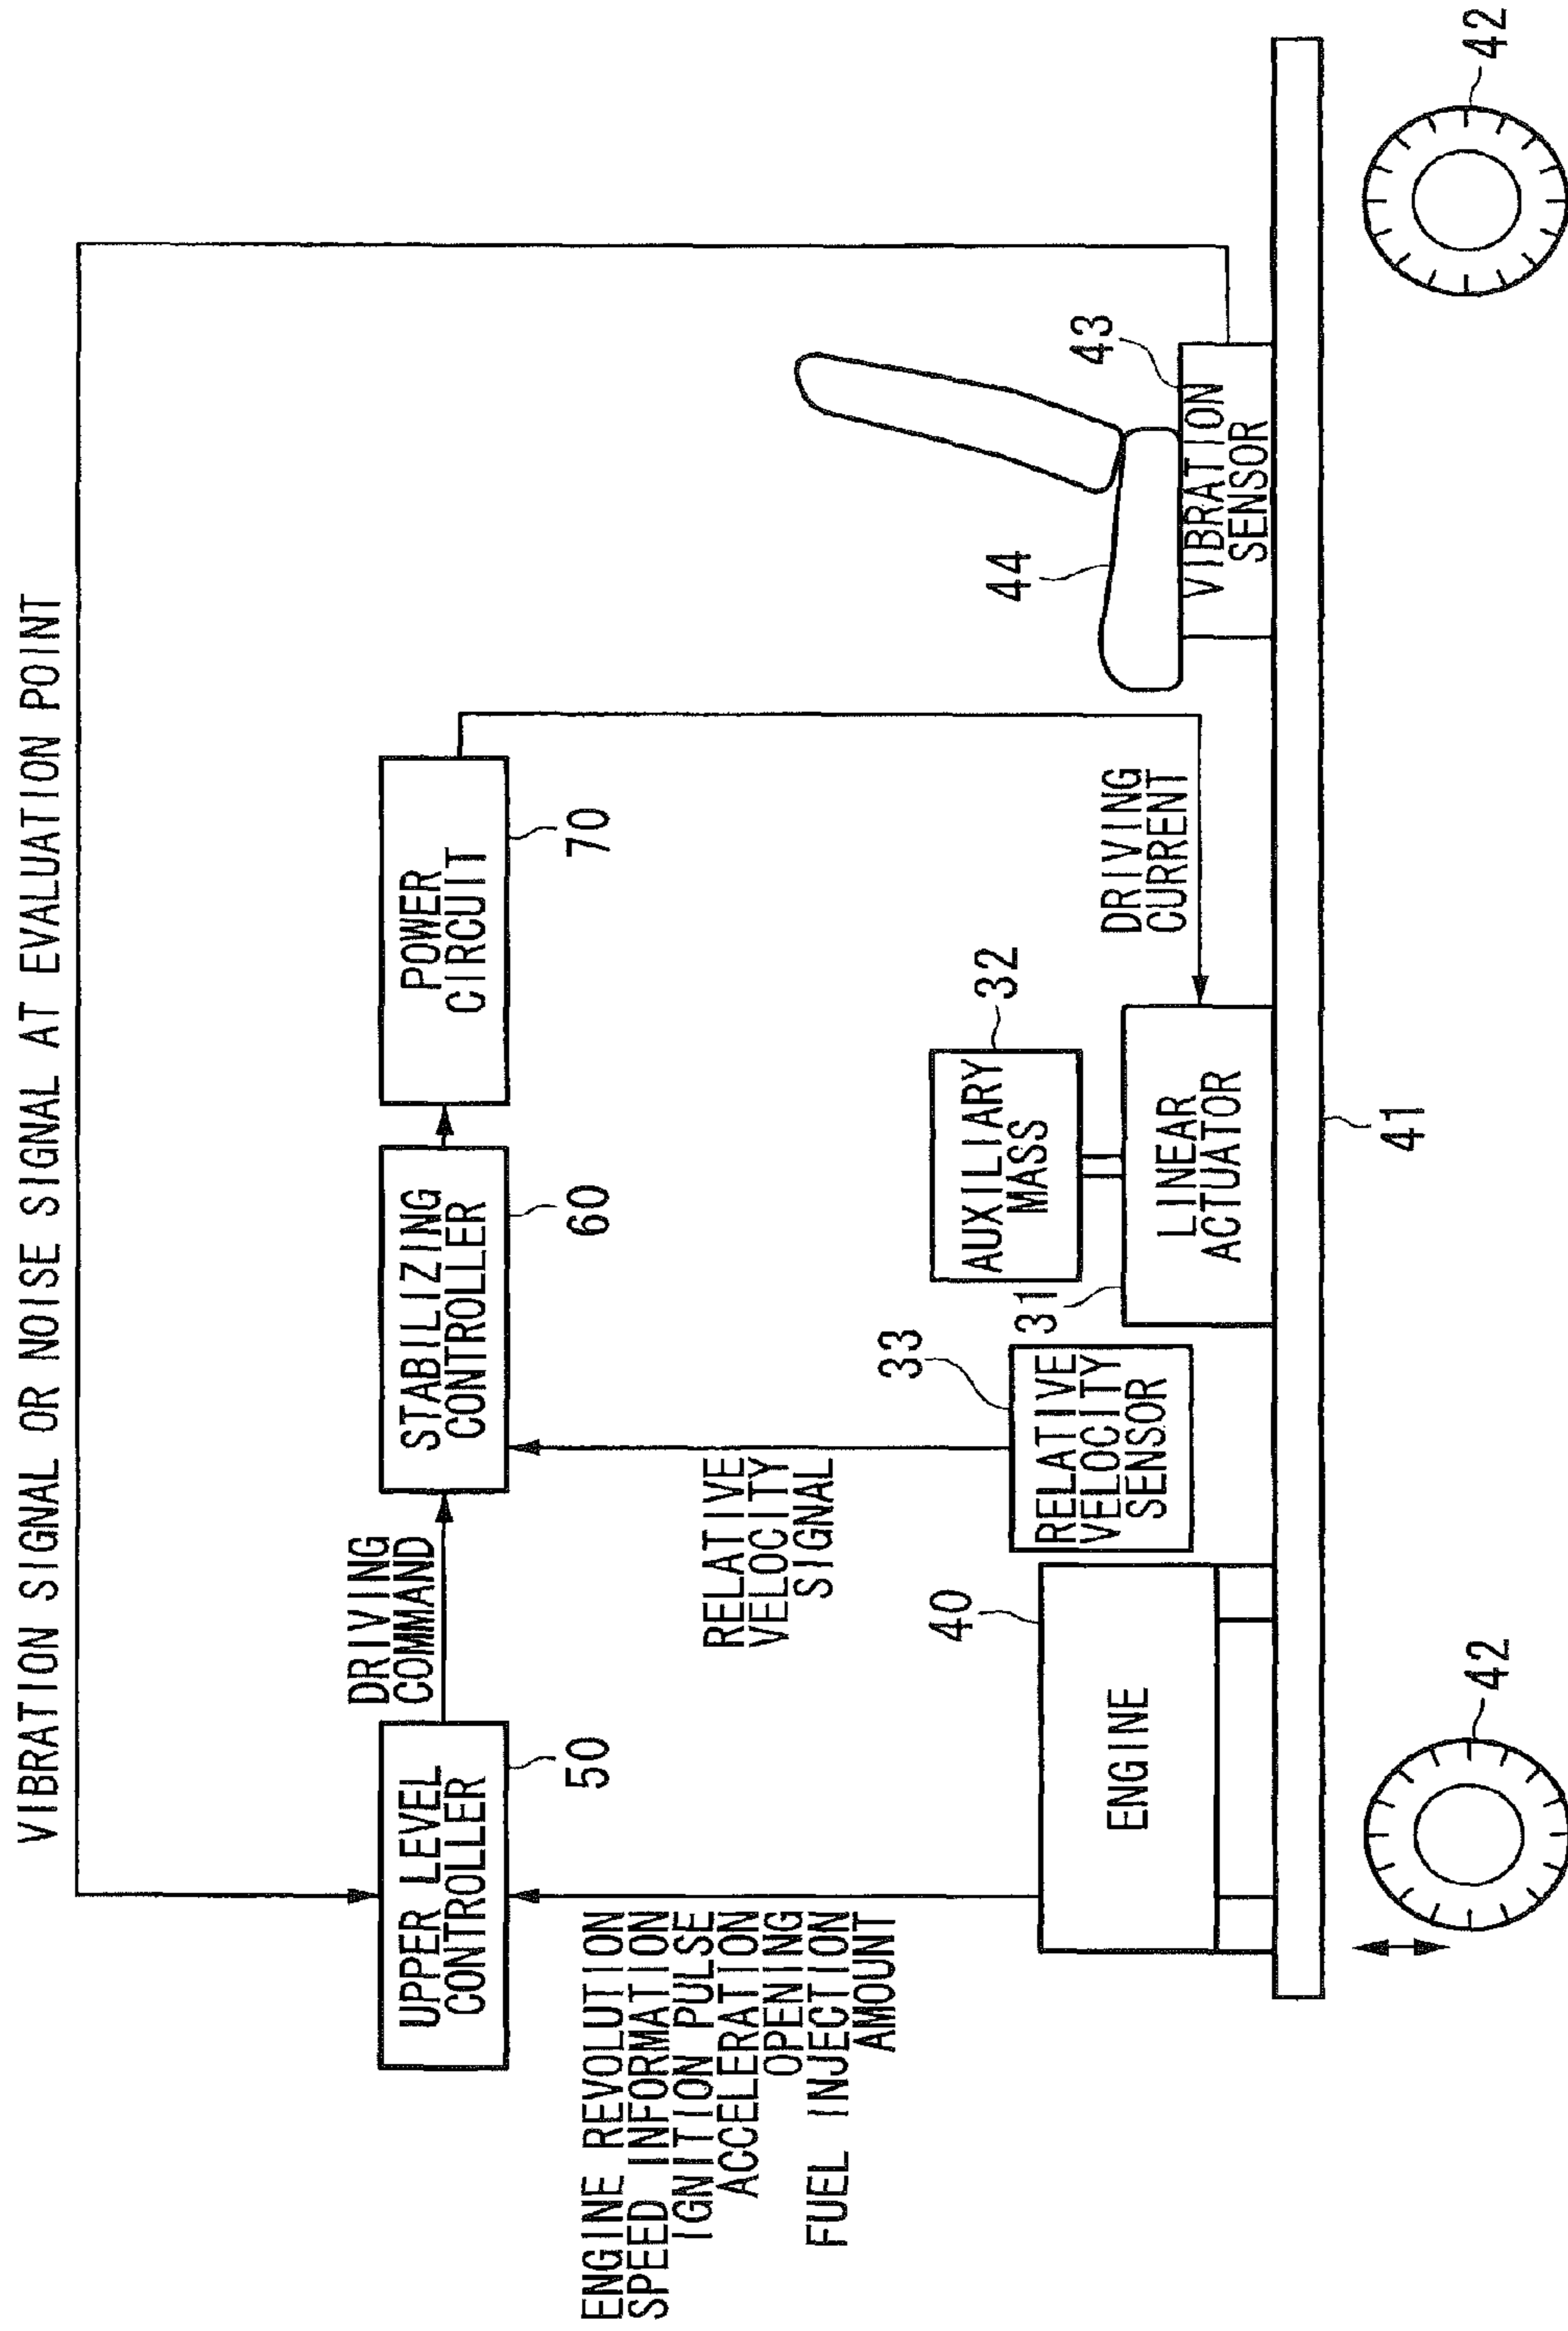 VIBRATION SIGNAL OR NOISE SIGNAL AT EVALUATION POINT
UPPER LEVEL
CONTROLLER
50
DRIVING
COMMAND
STABILIZING
CONTROLLER
60
POWER
CIRCUIT
70
ENGINE REVOLUTION
SPEED INFORMATION
IGNITION PULSE
ACCELERATION
OPENING
FUEL INJECTION
AMOUNT
RELATIVE
VELOCITY
SIGNAL
ENGINE
40
RELATIVE
VELOCITY
SENSOR
33
AUXILIARY
MASS
32
LINEAR
ACTUATOR
31
DRIVING
CURRENT
44
VIBRATION
SENSOR
43
41
42
42